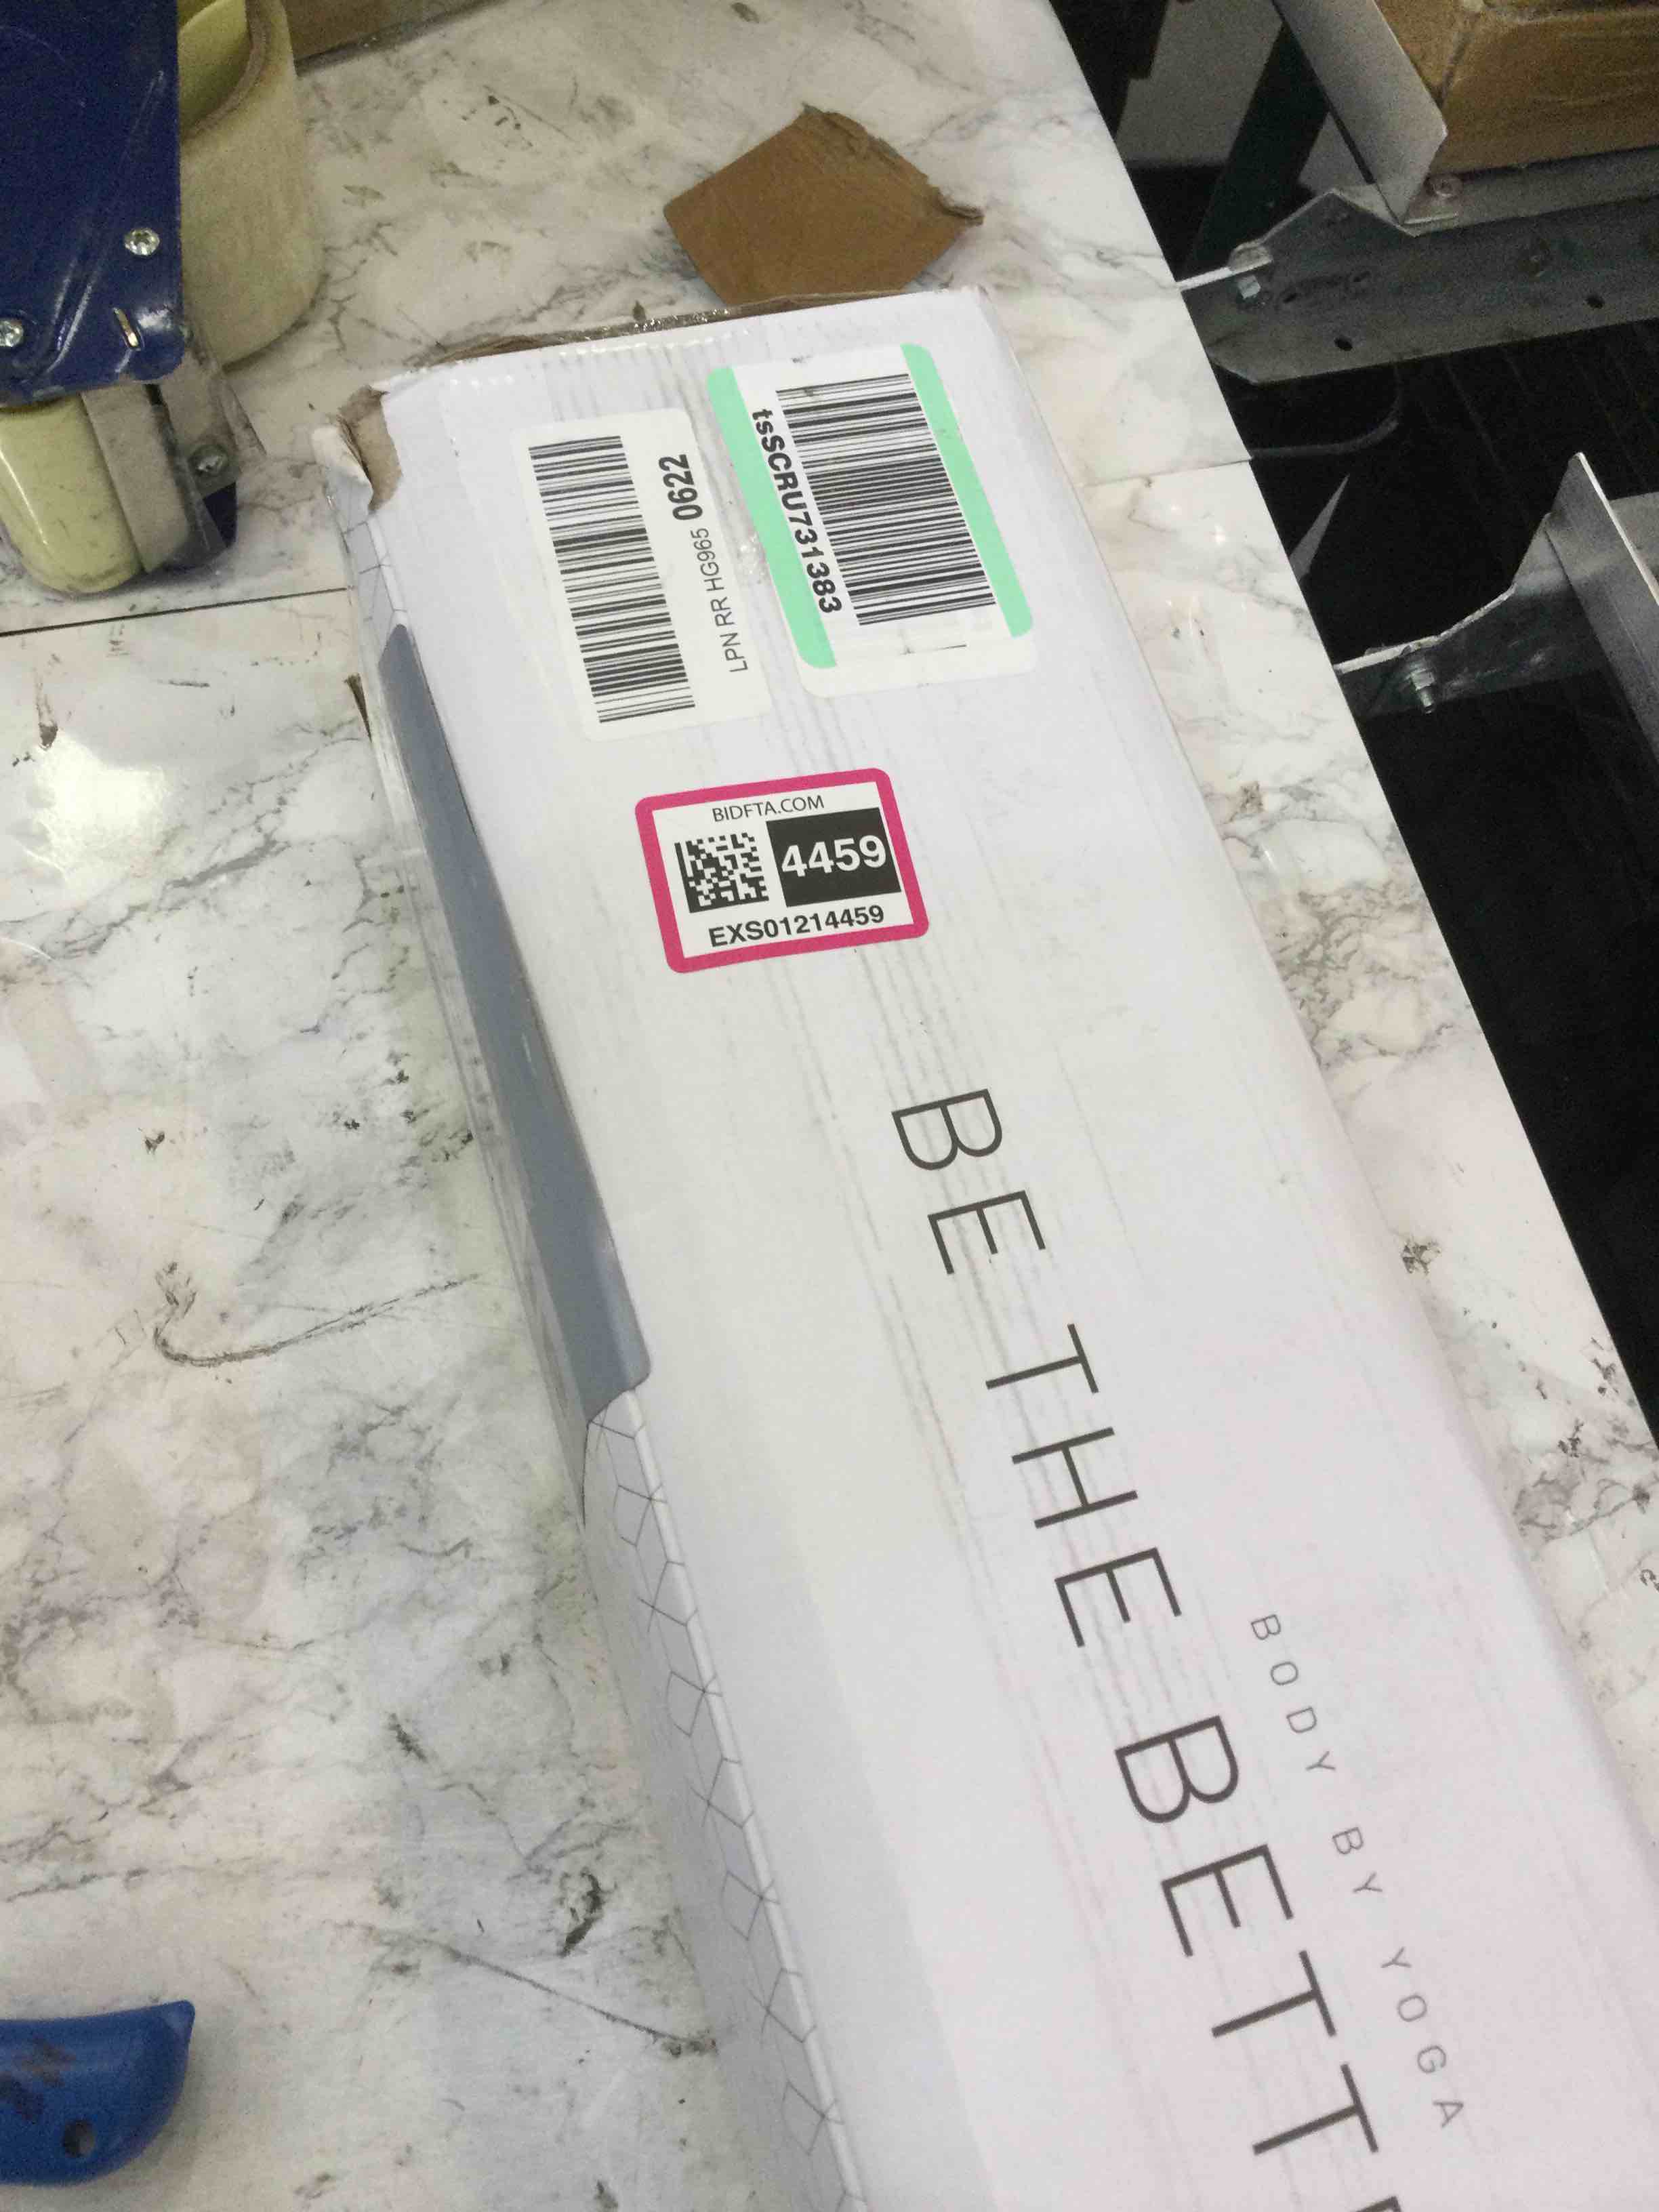 LPN RR HG965 0622
tsSCRU731383
BIDFTA.COM
4459
EXS01214459
BE THE BETT
BODY BY YOGA